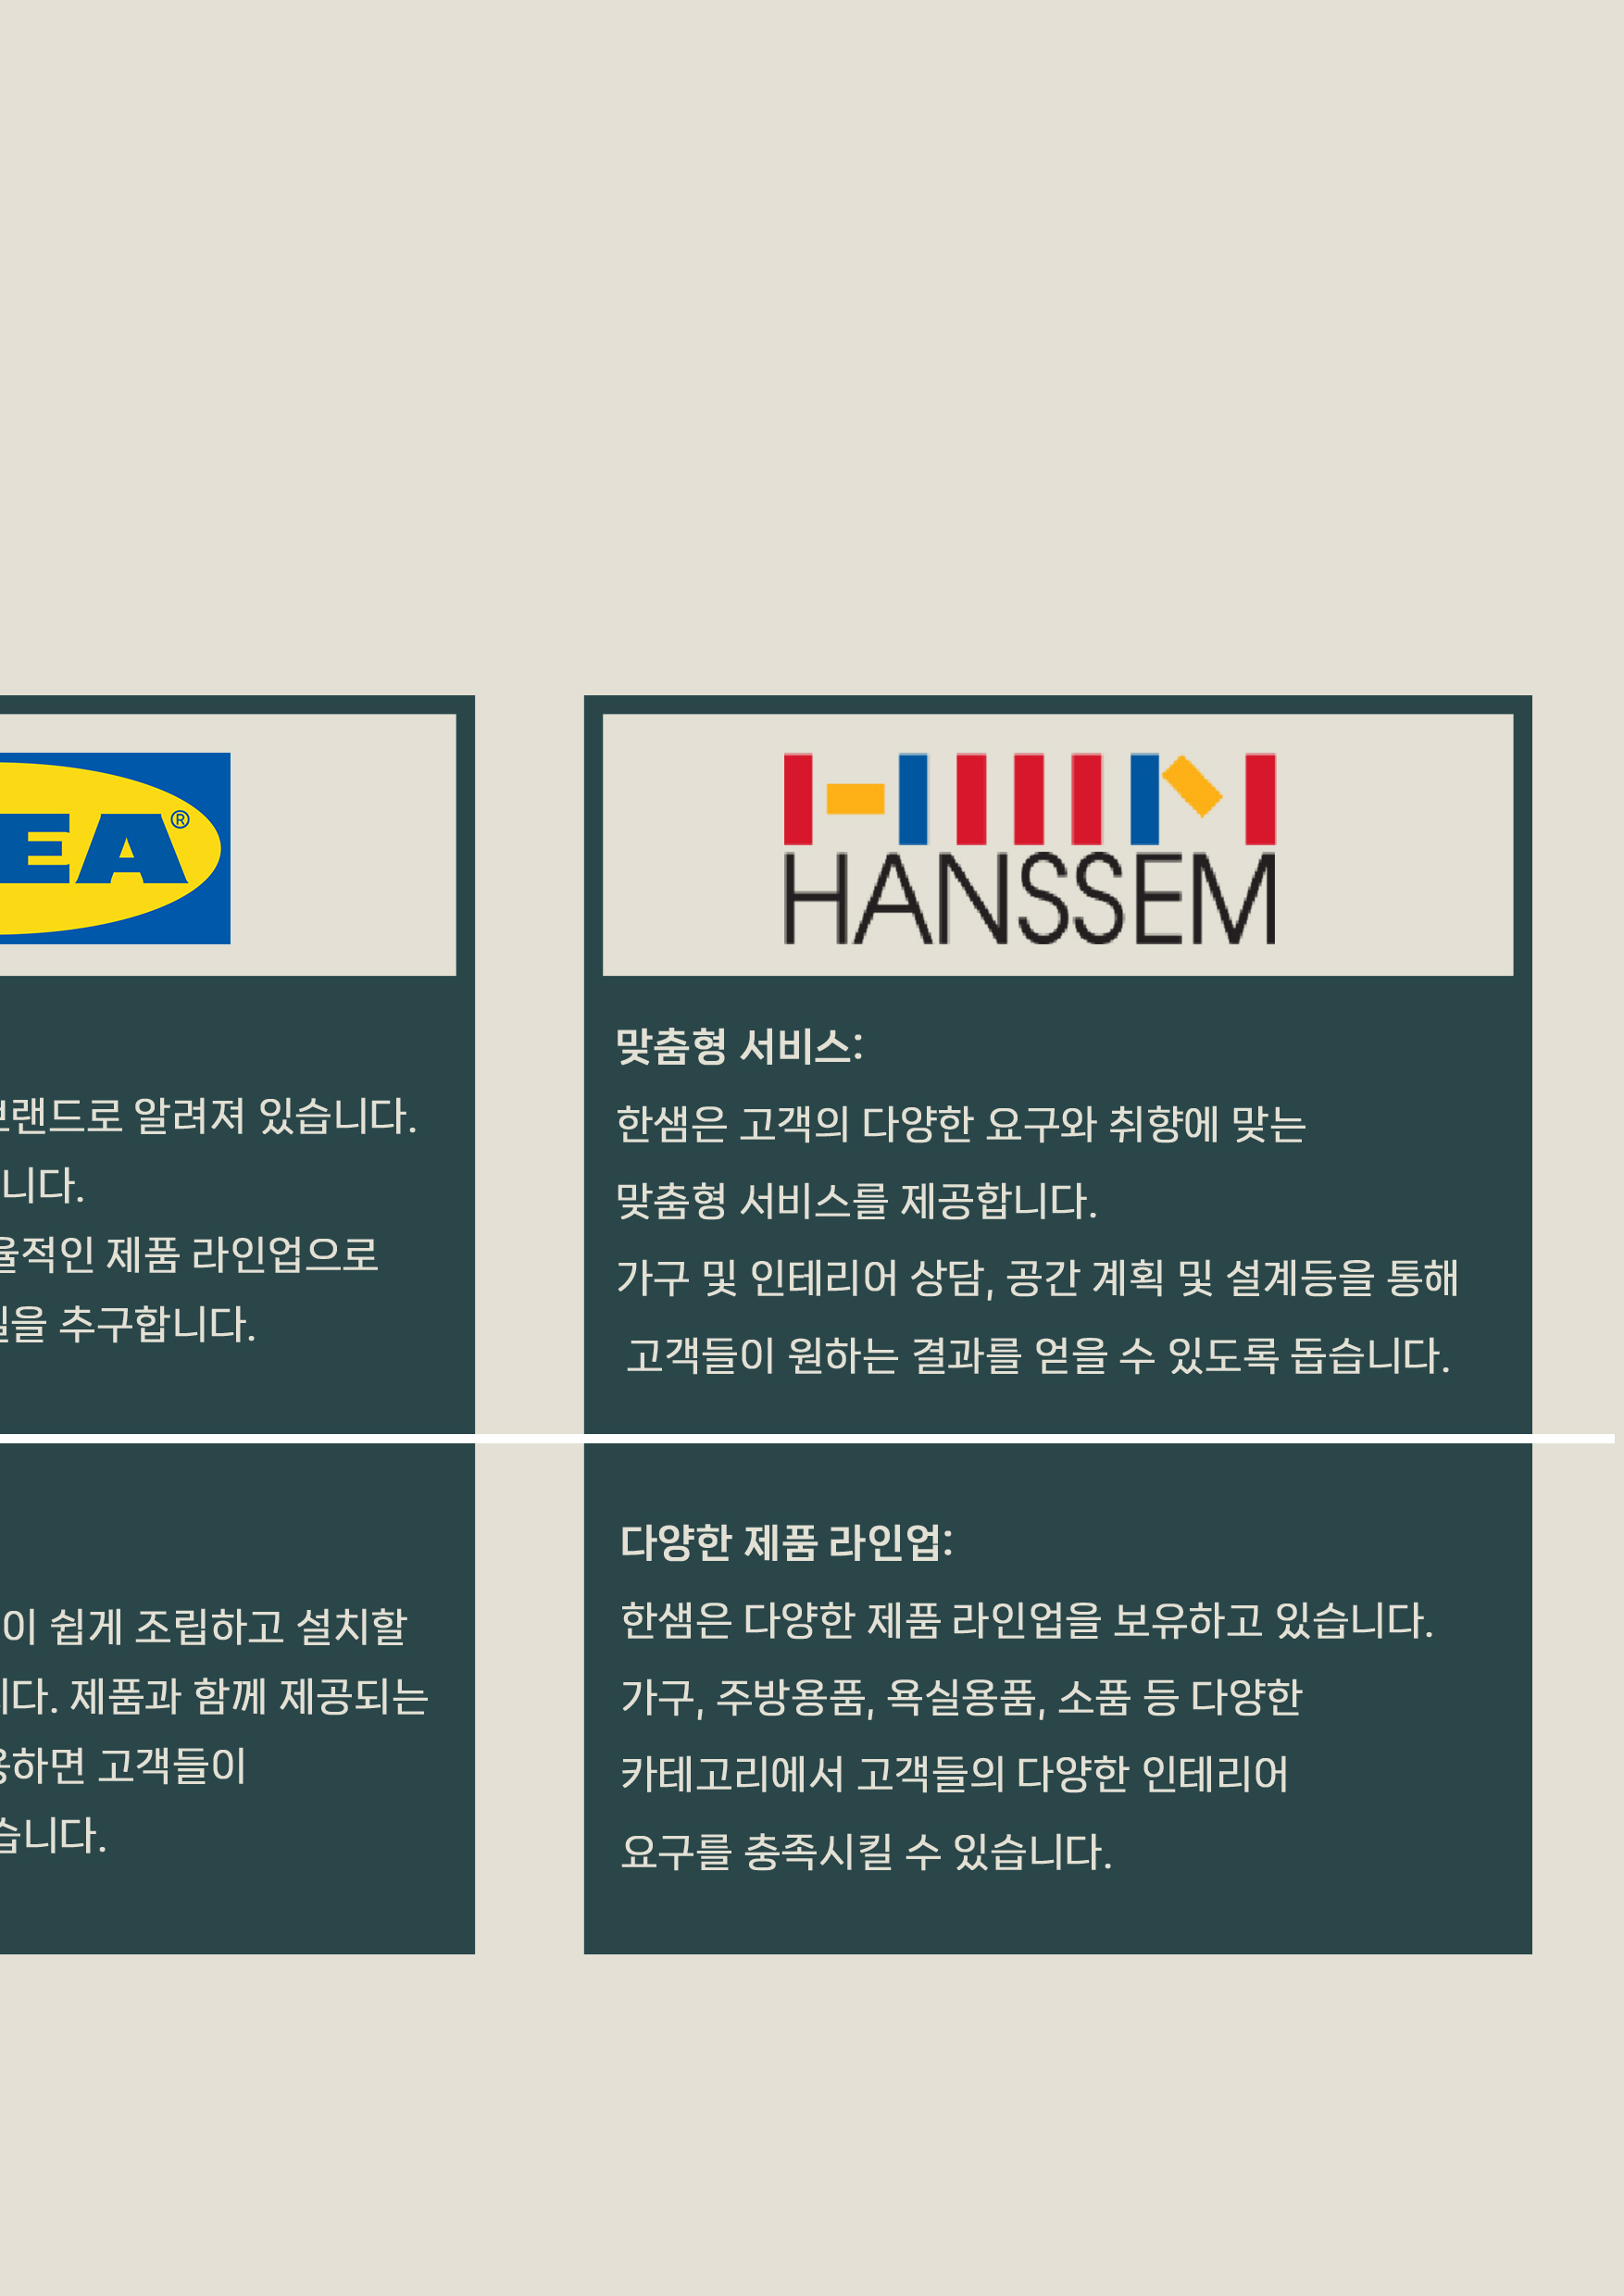 EA®
랜드로 알려져 있습니다.
니다.
적인 제품 라인업으로
을 추구합니다.
이 쉽게 조립하고 설치할
다. 제품과 함께 제공되는
하면 고객들이
습니다.
HANSSEM
맞춤형 서비스:
한샘은 고객의 다양한 요구와 취향에 맞는
맞춤형 서비스를 제공합니다.
가구 및 인테리어 상담, 공간 계획 및 설계등을 통해
고객들이 원하는 결과를 얻을 수 있도록 돕습니다.
다양한 제품 라인업:
한샘은 다양한 제품 라인업을 보유하고 있습니다.
가구, 주방용품, 욕실용품, 소품 등 다양한
카테고리에서 고객들의 다양한 인테리어
요구를 충족시킬 수 있습니다.